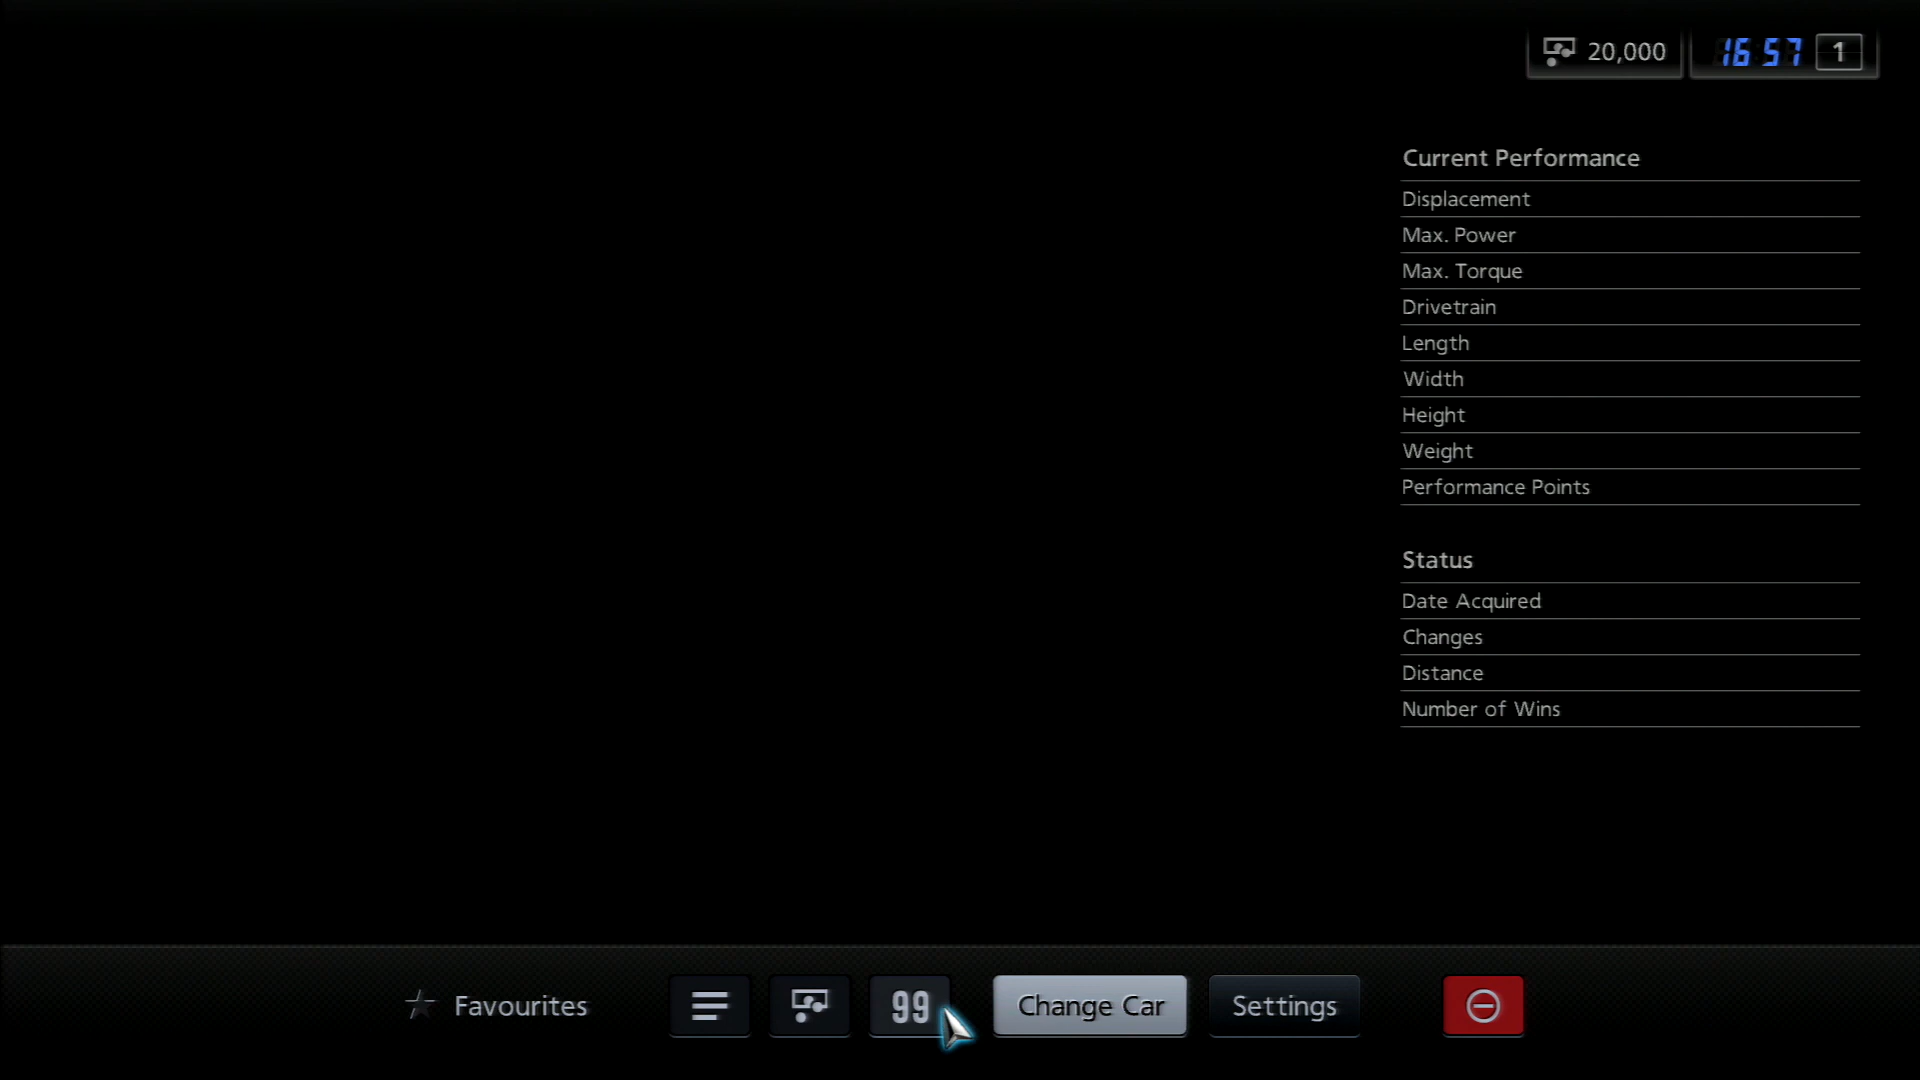 20,000
16 57
1
Current Performance
Displacement
Max. Power
Max. Torque
Drivetrain
Length
Width
Height
Weight
Performance Points
Status
Date Acquired
Changes
Distance
Number of Wins
Favourites
99
Change Car
Settings